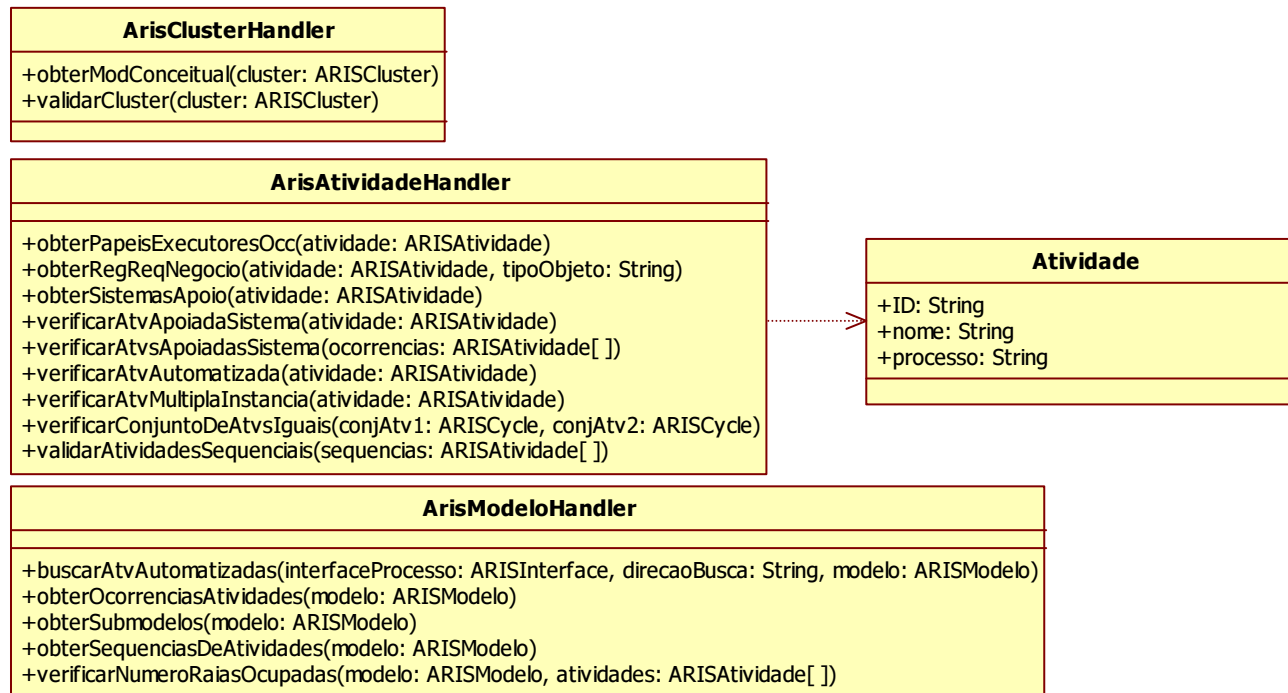 ArisClusterHandler
+obterModConceitual(cluster: ARISCluster)
+validarCluster(cluster: ARISCluster)
ArisAtividadeHandler
+obterPapeisExecutoresOcc(atividade: ARISAtividade)
+obterRegReqNegocio(atividade: ARISAtividade, tipoObjeto: String)
+obterSistemasApoio(atividade: ARISAtividade)
+verificarAtvApoiadaSistema(atividade: ARISAtividade)
+verificarAtvsApoiadasSistema(ocorrencias: ARISAtividade[ ])
+verificarAtvAutomatizada(atividade: ARISAtividade)
+verificarAtvMultiplaInstancia(atividade: ARISAtividade)
+verificarConjuntoDeAtvsIguais(conjAtv1: ARISCycle, conjAtv2: ARISCycle)
+validarAtividadesSequenciais(sequencias: ARISAtividade[ ])
Atividade
+ID: String
+nome: String
+processo: String
ArisModeloHandler
+buscarAtvAutomatizadas(interfaceProcesso: ARISInterface, direcaoBusca: String, modelo: ARISModelo)
+obterOcorrenciasAtividades(modelo: ARISModelo)
+obterSubmodelos(modelo: ARISModelo)
+obterSequenciasDeAtividades(modelo: ARISModelo)
+verificarNumeroRaiasOcupadas(modelo: ARISModelo, atividades: ARISAtividade[ ])